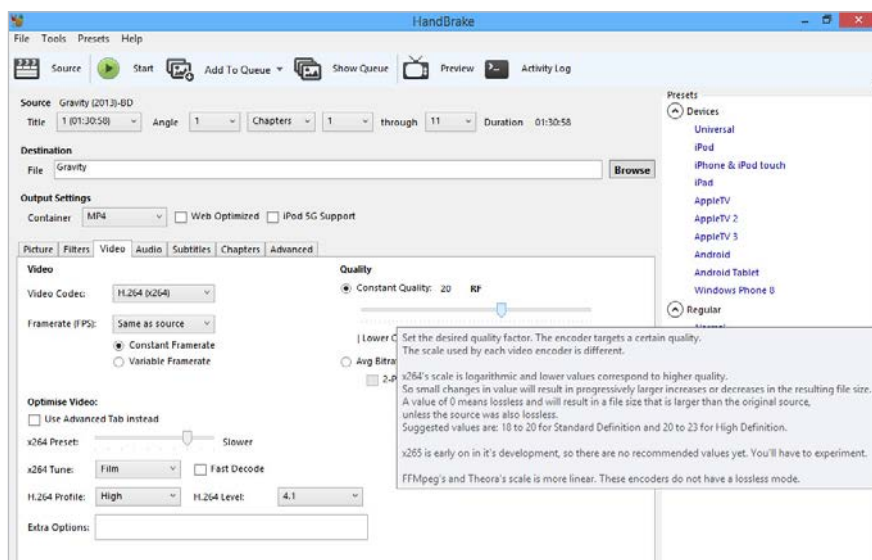 HandBrake
File Tools Presets Help
Source Start Add To Queue Show Queue Preview Activity Log
Source Gravity (2013)-BD
Title 1 (01:30:58) Angle 1 Chapters 1 through 11 Duration 01:30:58
Destination
File Gravity Browse
Output Settings
Container MP4 Web Optimized iPod 5G Support
Picture Filters Video Audio Subtitles Chapters Advanced
Video
Video Codec: H.264 (x264)
Framerate (FPS): Same as source
Constant Framerate
Variable Framerate
Optimise Video:
Use Advanced Tab instead
x264 Preset: Slower
x264 Tune: Film Fast Decode
H.264 Profile: High H.264 Level: 4.1
Extra Options:
Quality
Constant Quality: 20 RF
| Lower
Avg
Set the desired quality factor. The encoder targets a certain quality.
The scale used by each video encoder is different.
x264's scale is logarithmic and lower values correspond to higher quality.
So small changes in value will result in progressively larger increases or decreases in the resulting file size.
A value of 0 means lossless and will result in a file size that is larger than the original source,
unless the source was also lossless.
Suggested values are: 18 to 20 for Standard Definition and 20 to 23 for High Definition.
x265 is early on in it's development, so there are no recommended values yet. You'll have to experiment.
FFMpeg's and Theora's scale is more linear. These encoders do not have a lossless mode.
Presets
Devices
Universal
iPod
iPhone & iPod touch
iPad
AppleTV
AppleTV 2
AppleTV 3
Android
Android Tablet
Windows Phone 8
Regular